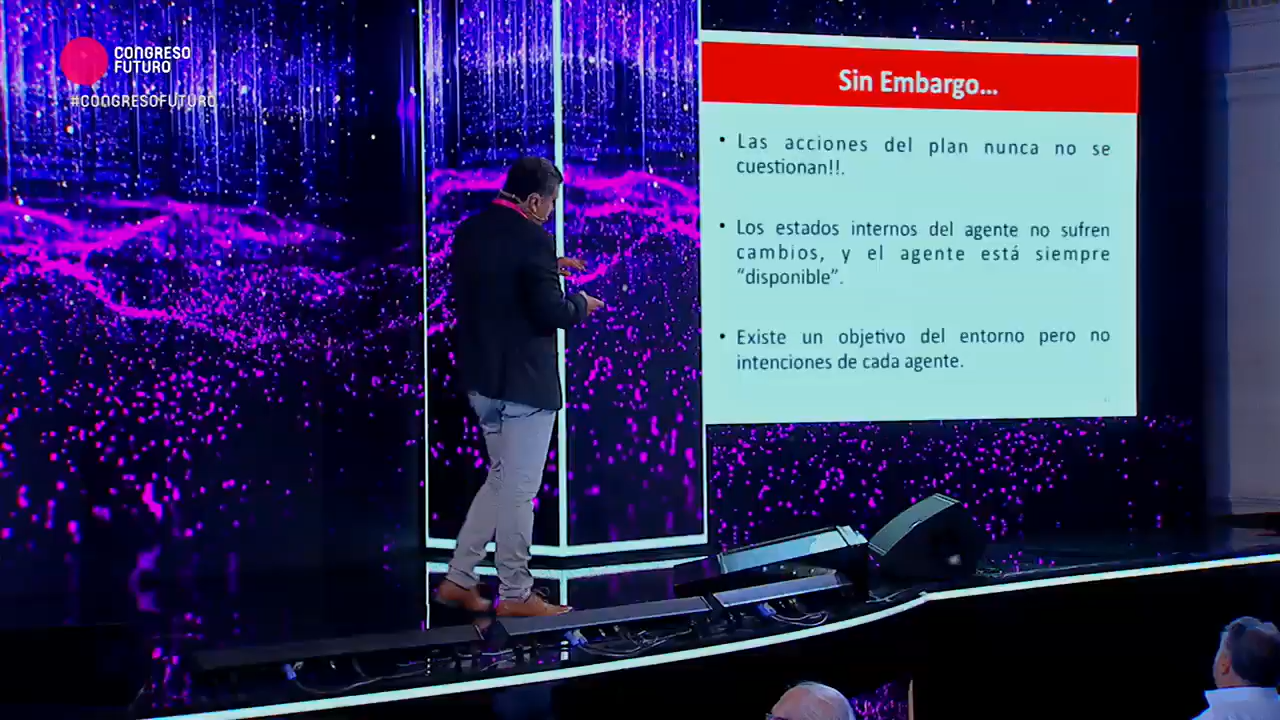 CONGRESO
FUTURO
#CONGRESOFUTURO
Sin Embargo...
• Las acciones del plan nunca no se
cuestionan!!.
• Los estados internos del agente no sufren
cambios, y el agente está siempre
“disponible”.
• Existe un objetivo del entorno pero no
intenciones de cada agente.